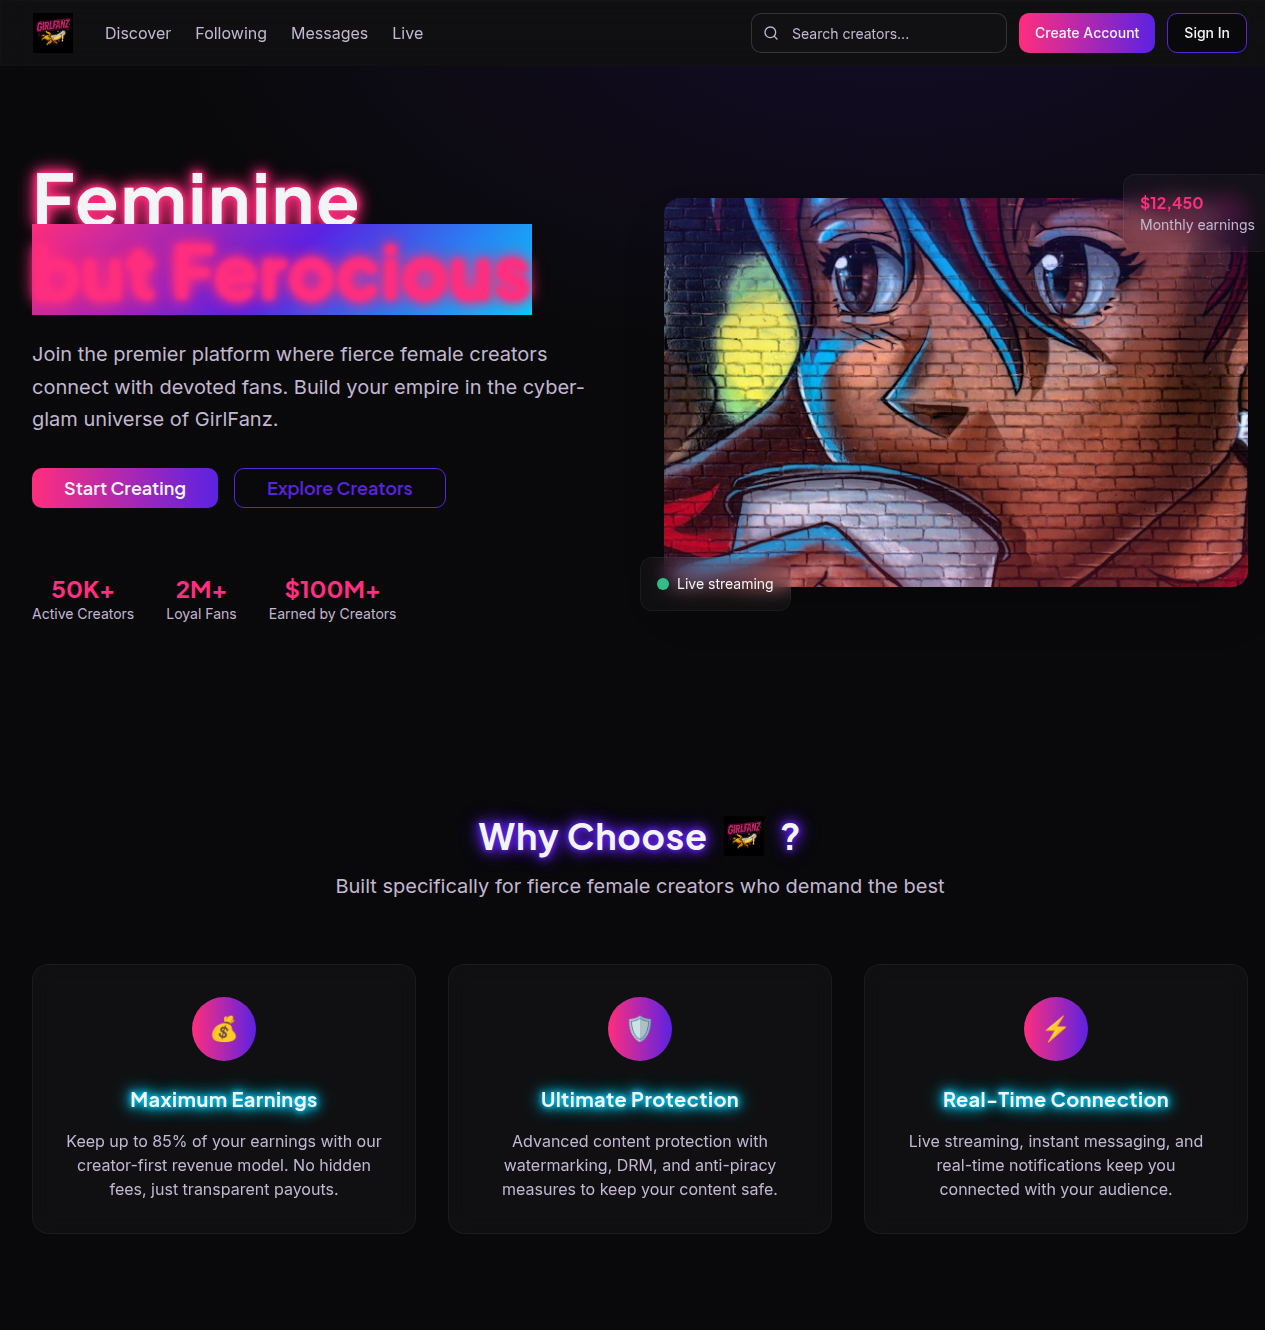 GIRLFANZ
Discover
Following
Messages
Live
Search creators...
Create Account
Sign In
Feminine
but Ferocious
Join the premier platform where fierce female creators
connect with devoted fans. Build your empire in the cyber-
glam universe of GirlFanz.
Start Creating
Explore Creators
50K+
Active Creators
2M+
Loyal Fans
$100M+
Earned by Creators
$12,450
Monthly earnings
Live streaming
Why Choose GIRLFANZ ?
Built specifically for fierce female creators who demand the best
Maximum Earnings
Keep up to 85% of your earnings with our
creator-first revenue model. No hidden
fees, just transparent payouts.
Ultimate Protection
Advanced content protection with
watermarking, DRM, and anti-piracy
measures to keep your content safe.
Real-Time Connection
Live streaming, instant messaging, and
real-time notifications keep you
connected with your audience.